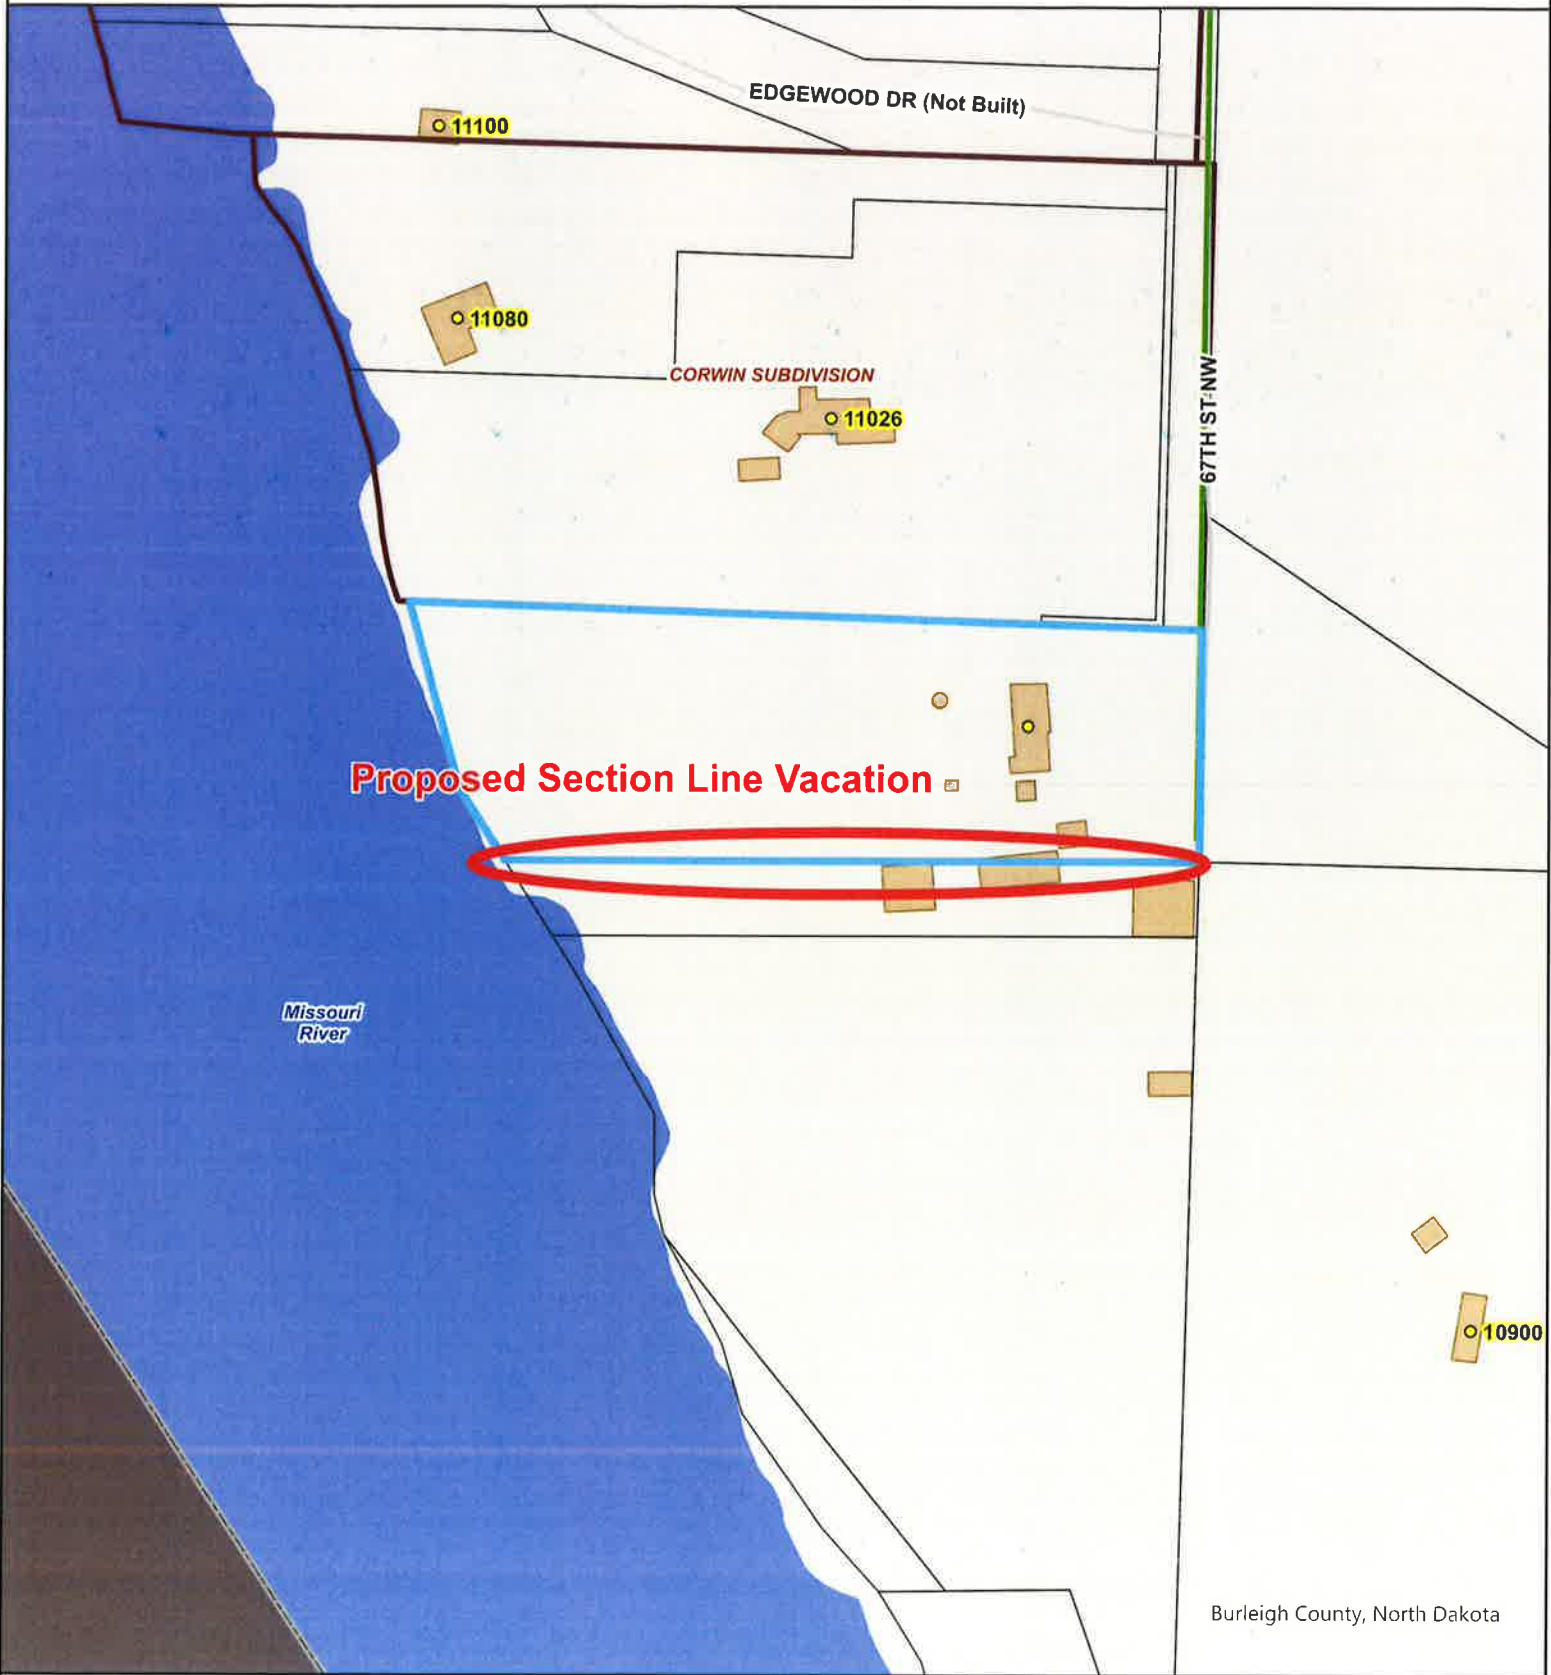 EDGEWOOD DR (Not Built)
11100
11080
CORWIN SUBDIVISION
11026
67TH ST NW
Proposed Section Line Vacation
Missouri
River
10900
Burleigh County, North Dakota